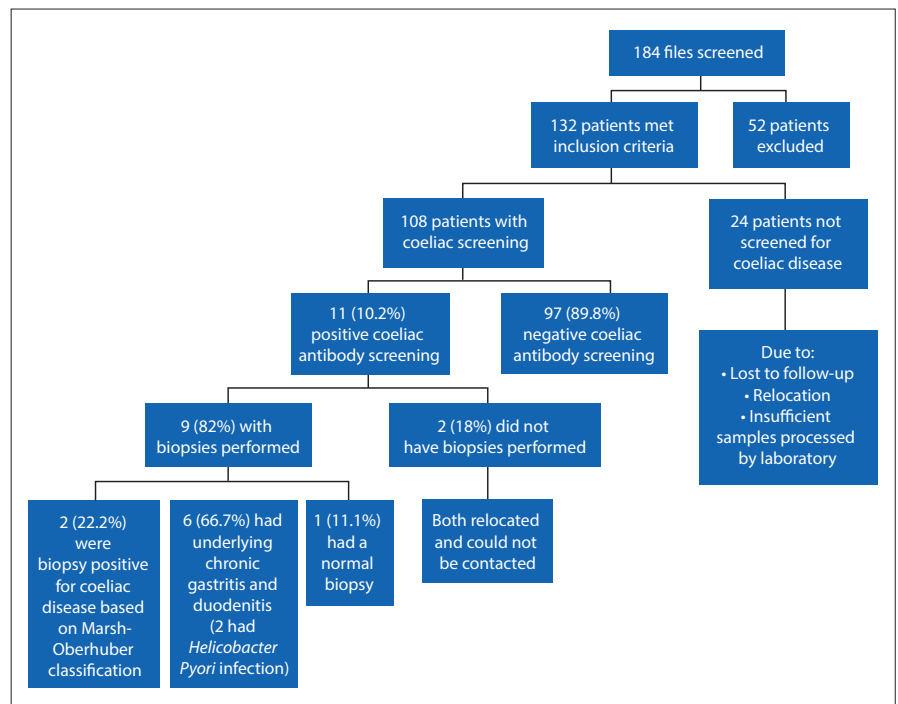 184 files screened
132 patients met
inclusion criteria
52 patients
excluded
108 patients with
coeliac screening
24 patients not
screened for
coeliac disease
11 (10.2%)
positive coeliac
antibody screening
97 (89.8%)
negative coeliac
antibody screening
Due to:
• Lost to follow-up
• Relocation
• Insufficient
samples processed
by laboratory
9 (82%) with
biopsies performed
2 (18%) did not
have biopsies performed
2 (22.2%)
were
biopsy positive
for coeliac
disease based
on Marsh-
Oberhuber
classification
6 (66.7%) had
underlying
chronic
gastritis and
duodenitis
(2 had
Helicobacter
Pyori infection)
1 (11.1%)
had a
normal
biopsy
Both relocated
and could not
be contacted